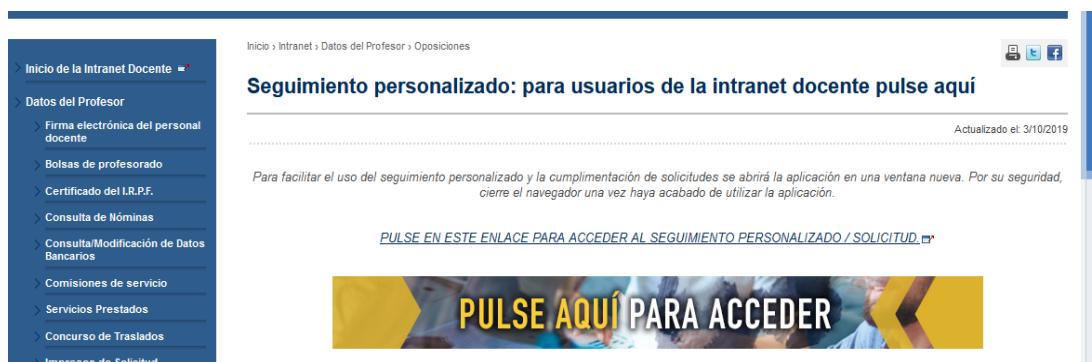 Inicio › Intranet › Datos del Profesor › Oposiciones
Inicio de la Intranet Docente
Datos del Profesor
Firma electrónica del personal
docente
Bolsas de profesorado
Certificado del I.R.P.F.
Consulta de Nóminas
Consulta/Modificación de Datos
Bancarios
Comisiones de servicio
Servicios Prestados
Concurso de Traslados
Impresos de Solicitud
Seguimiento personalizado: para usuarios de la intranet docente pulse aquí
Actualizado el: 3/10/2019
Para facilitar el uso del seguimiento personalizado y la cumplimentación de solicitudes se abrirá la aplicación en una ventana nueva. Por su seguridad,
cierre el navegador una vez haya acabado de utilizar la aplicación.
PULSE EN ESTE ENLACE PARA ACCEDER AL SEGUIMIENTO PERSONALIZADO / SOLICITUD.
PULSE AQUÍ PARA ACCEDER